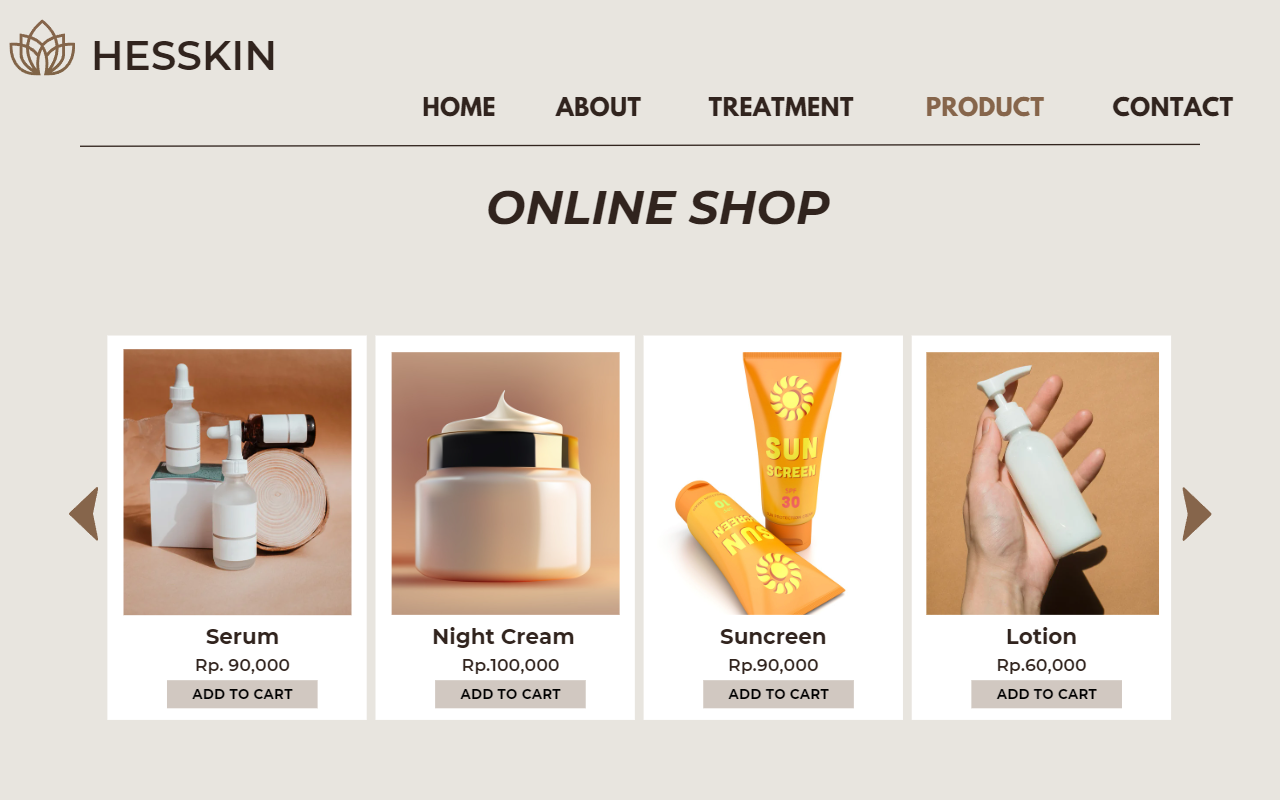 HESSKIN
HOME ABOUT TREATMENT PRODUCT CONTACT
ONLINE SHOP
SUN
SCREEN
30
SUN
SCREEN
Serum
Rp. 90,000
ADD TO CART
Night Cream
Rp.100,000
ADD TO CART
Suncreen
Rp.90,000
ADD TO CART
Lotion
Rp.60,000
ADD TO CART